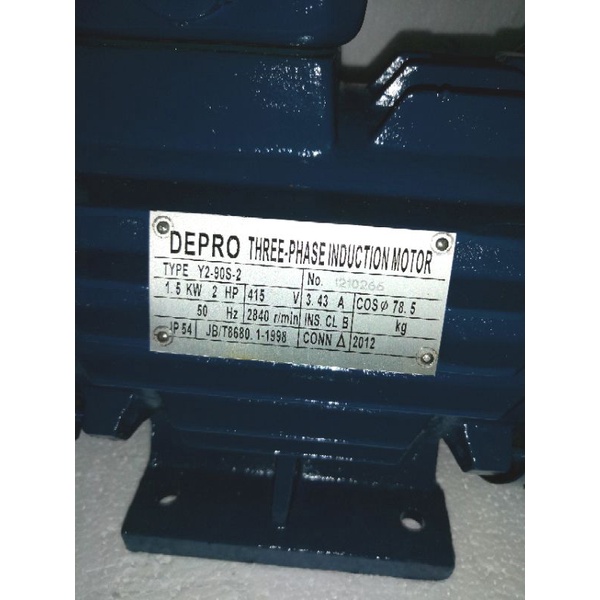 DEPRO THREE-PHASE INDUCTION MOTOR
TYPE Y2-90S-2 No. 1210266
1.5 KW 2 HP 415 V 3.43 A COSφ 78.5
50 Hz 2840 r/min INS. CL B kg
IP 54 JB/T8680.1-1998 CONN Δ 2012